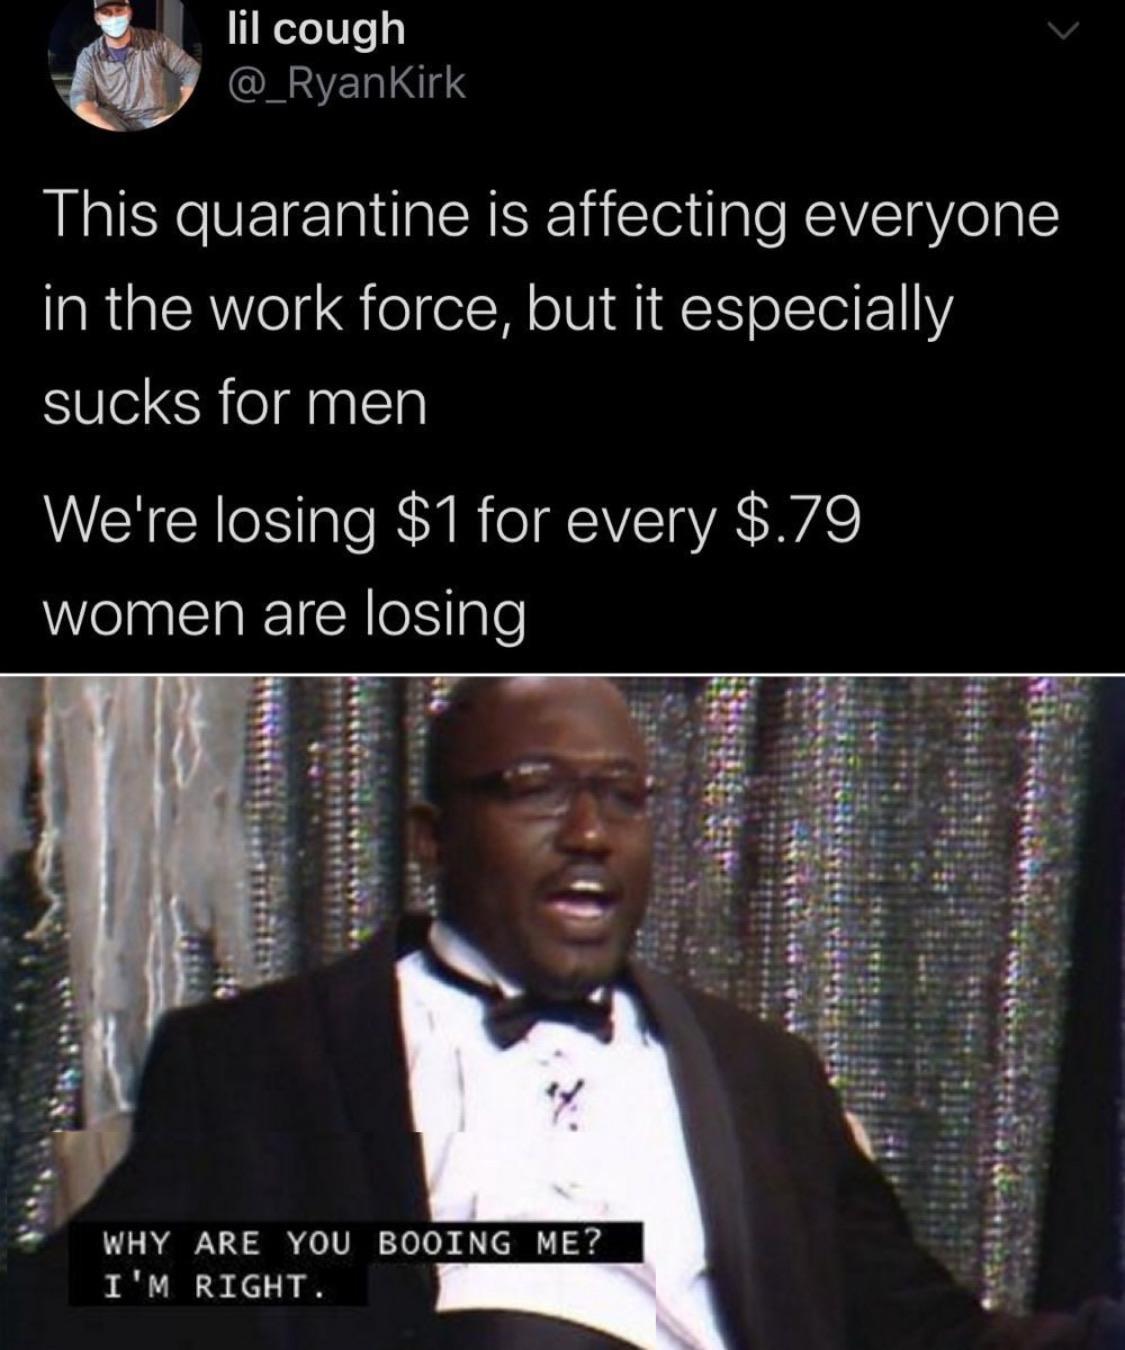 lil cough
@_RyanKirk
This quarantine is affecting everyone
in the work force, but it especially
sucks for men
We're losing $1 for every $.79
women are losing
WHY ARE YOU BOOING ME?
I'M RIGHT.